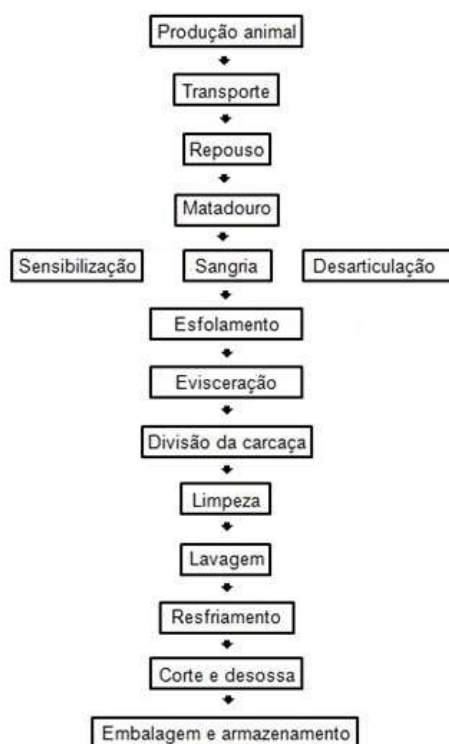 Produção animal
Transporte
Repouso
Matadouro
Sensibilização Sangria Desarticulação
Esfolamento
Evisceração
Divisão da carcaça
Limpeza
Lavagem
Resfriamento
Corte e desossa
Embalagem e armazenamento